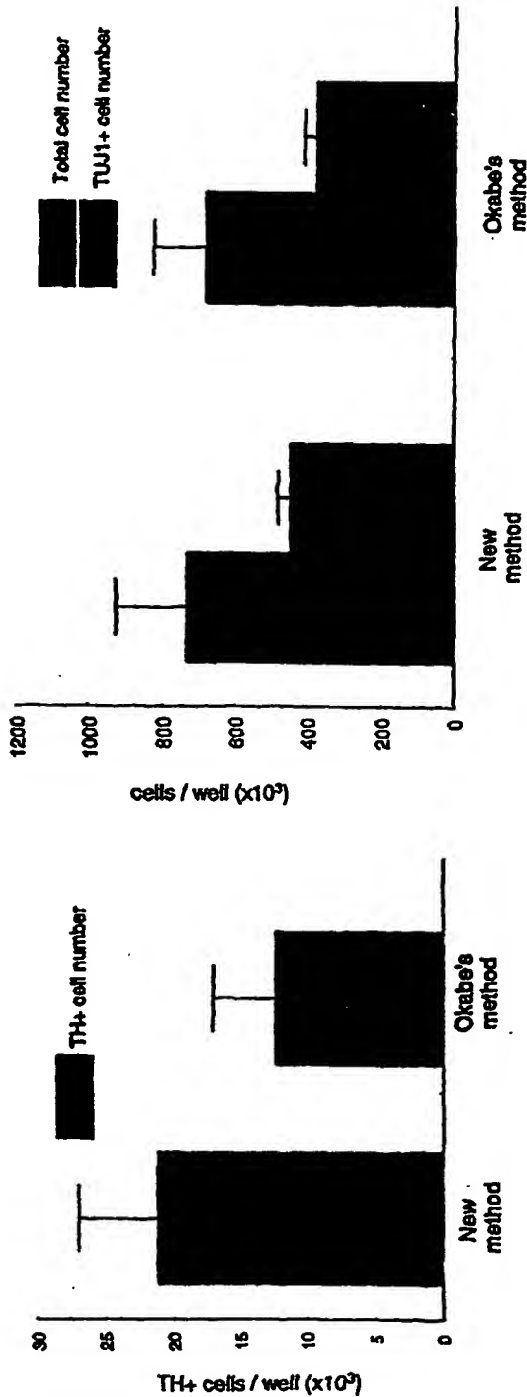 TH+ cells / well (x10³)
30
25
20
15
10
5
0
TH+ cell number
New
method
Okabe's
method
cells / well (x10³)
1200
1000
800
600
400
200
0
Total cell number
TUJ1+ cell number
New
method
Okabe's
method